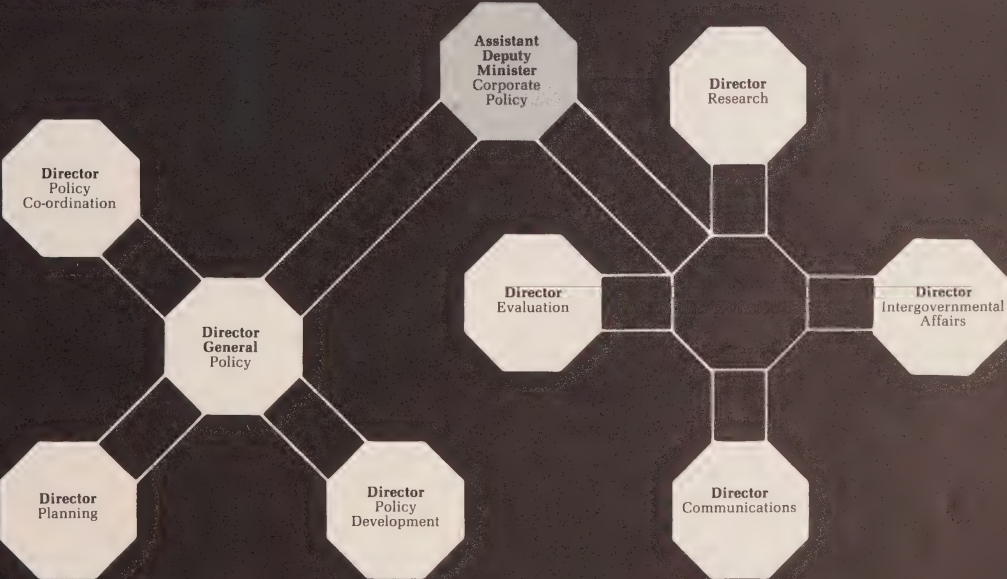 Assistant
Deputy
Minister
Corporate
Policy
Director
Research
Director
Policy
Co-ordination
Director
Evaluation
Director
Intergovernmental
Affairs
Director
General
Policy
Director
Planning
Director
Policy
Development
Director
Communications